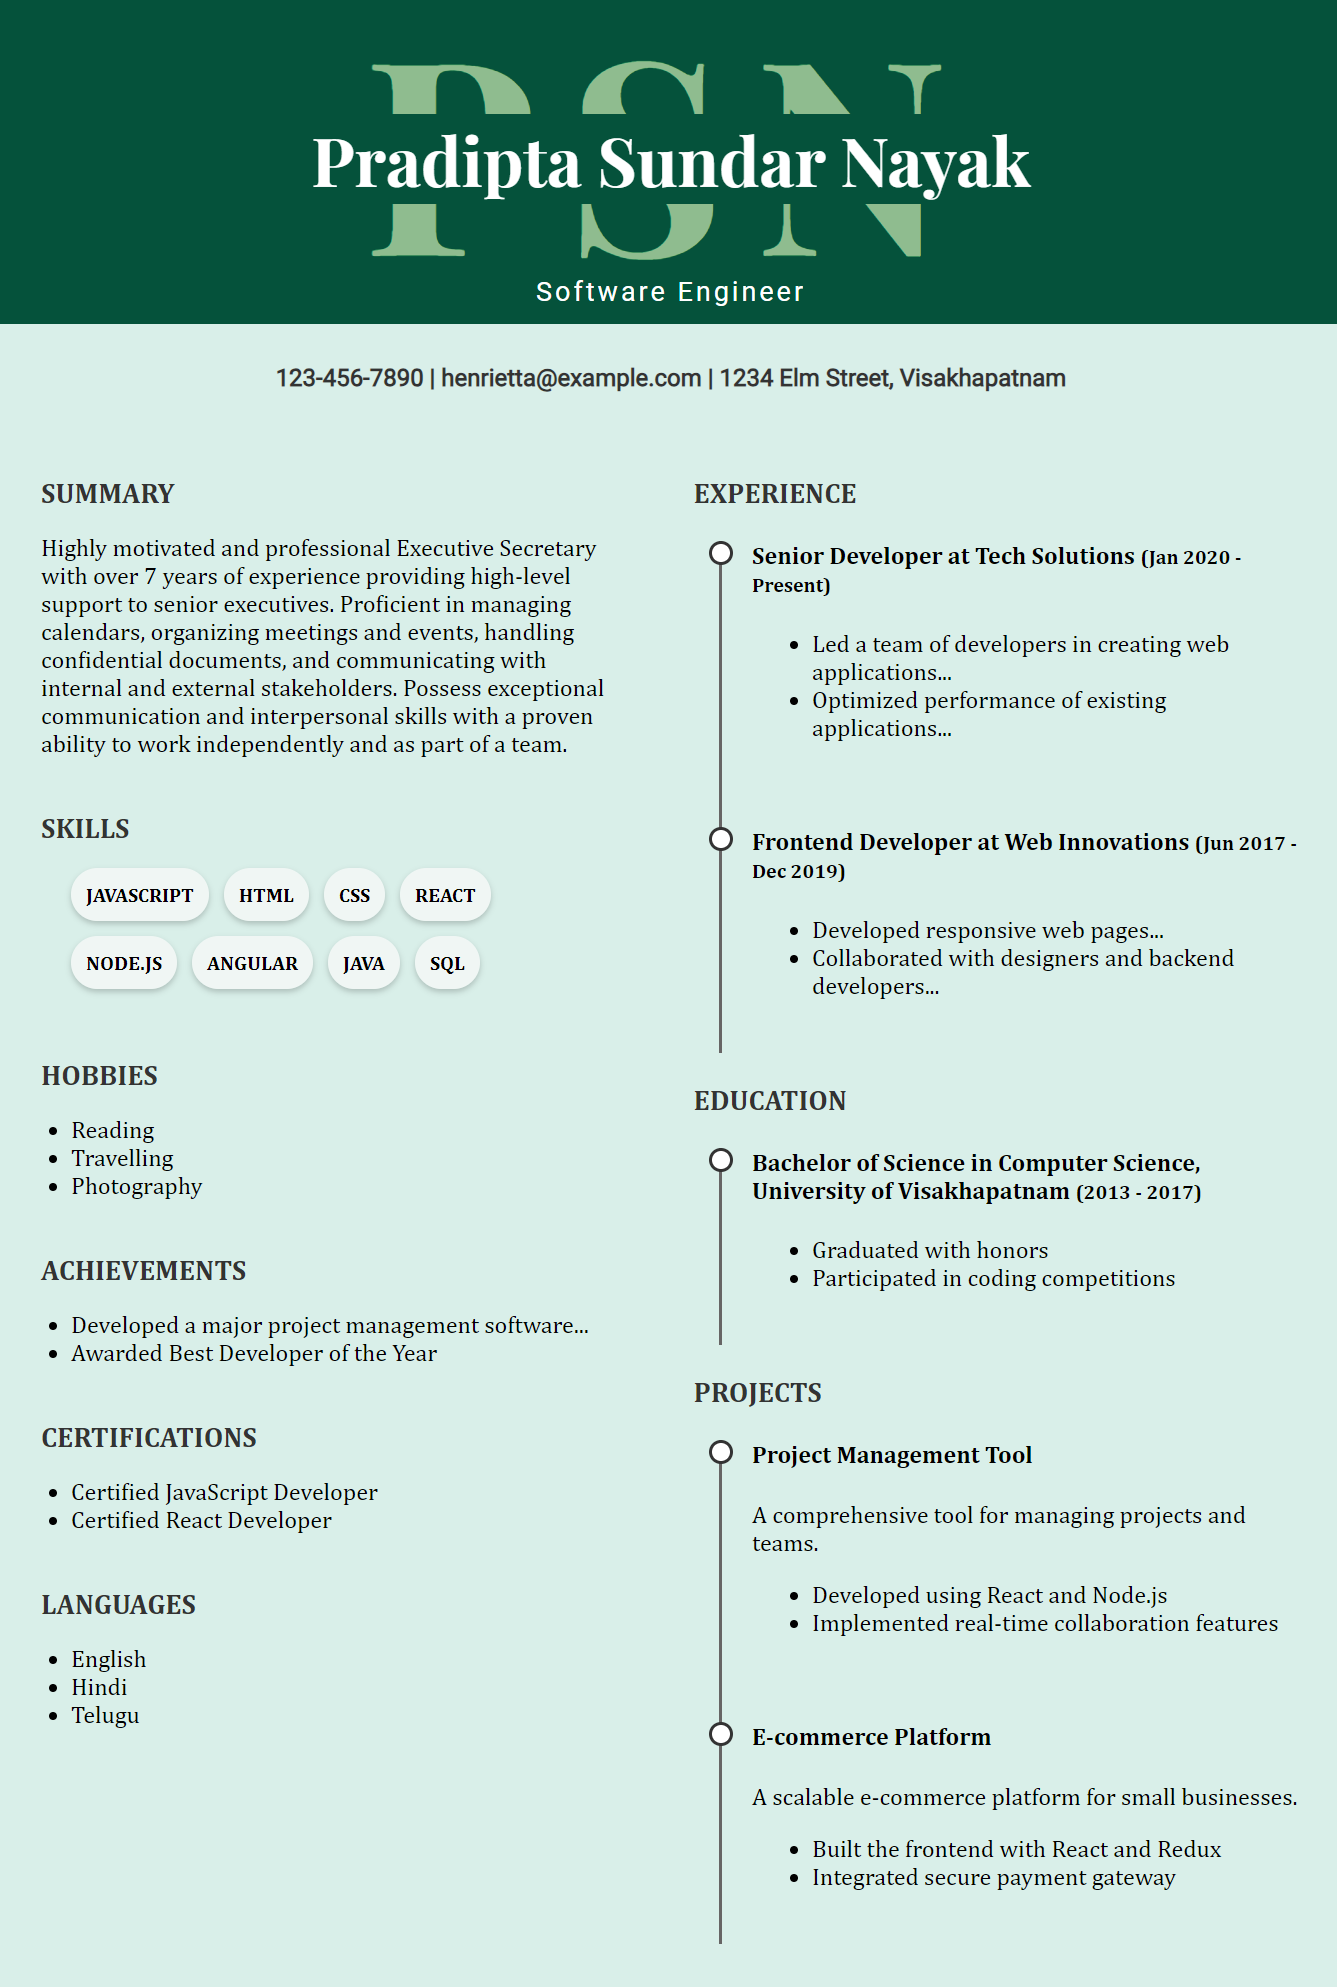 PSN
Pradipta Sundar Nayak
Software Engineer
123-456-7890 | henrietta@example.com | 1234 Elm Street, Visakhapatnam
SUMMARY
Highly motivated and professional Executive Secretary
with over 7 years of experience providing high-level
support to senior executives. Proficient in managing
calendars, organizing meetings and events, handling
confidential documents, and communicating with
internal and external stakeholders. Possess exceptional
communication and interpersonal skills with a proven
ability to work independently and as part of a team.
SKILLS
JAVASCRIPT HTML CSS REACT
NODE.JS ANGULAR JAVA SQL
HOBBIES
• Reading
• Travelling
• Photography
ACHIEVEMENTS
• Developed a major project management software...
• Awarded Best Developer of the Year
CERTIFICATIONS
• Certified JavaScript Developer
• Certified React Developer
LANGUAGES
• English
• Hindi
• Telugu
EXPERIENCE
Senior Developer at Tech Solutions (Jan 2020 -
Present)
• Led a team of developers in creating web
applications...
• Optimized performance of existing
applications...
Frontend Developer at Web Innovations (Jun 2017 -
Dec 2019)
• Developed responsive web pages...
• Collaborated with designers and backend
developers...
EDUCATION
Bachelor of Science in Computer Science,
University of Visakhapatnam (2013 - 2017)
• Graduated with honors
• Participated in coding competitions
PROJECTS
Project Management Tool
A comprehensive tool for managing projects and
teams.
• Developed using React and Node.js
• Implemented real-time collaboration features
E-commerce Platform
A scalable e-commerce platform for small businesses.
• Built the frontend with React and Redux
• Integrated secure payment gateway